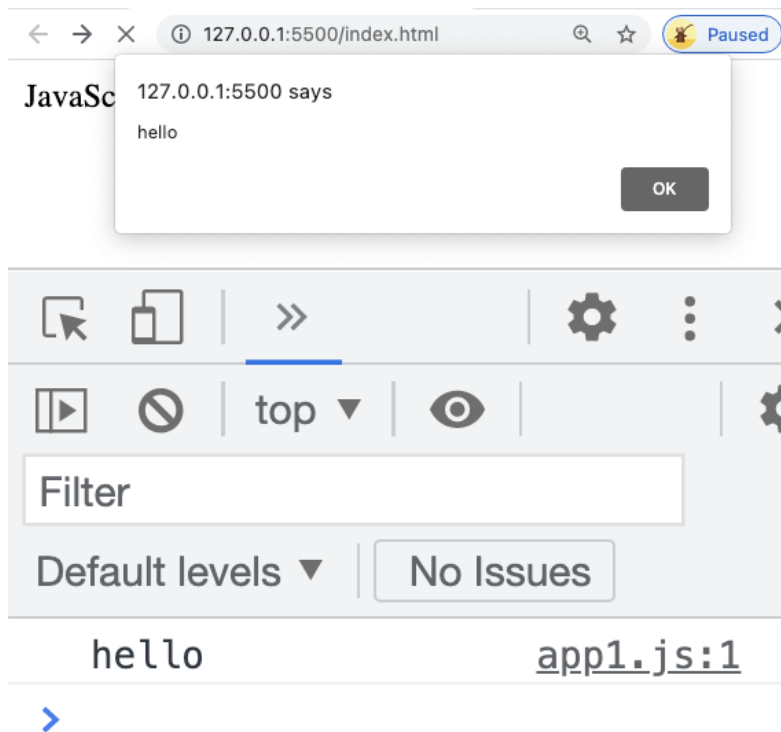 127.0.0.1:5500/index.html Paused
JavaSc
127.0.0.1:5500 says
hello
OK
top
Filter
Default levels No Issues
hello app1.js:1